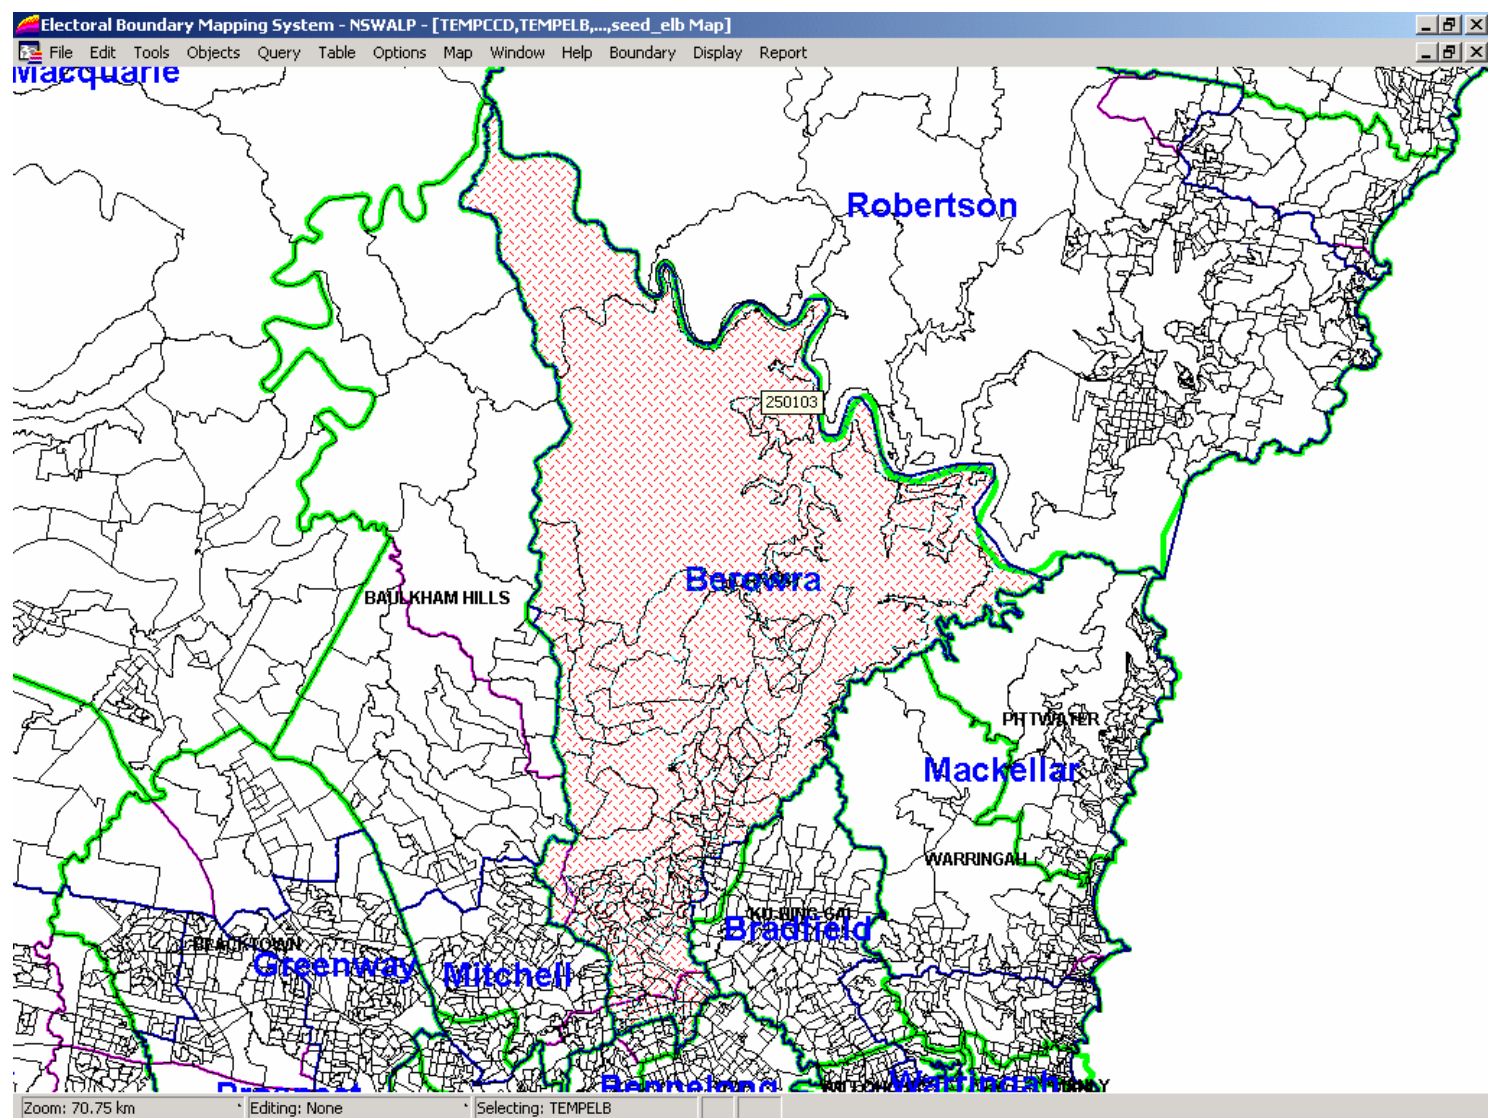 Electoral Boundary Mapping System - NSWALP - [TEMPCCD,TEMPELB,...,seed_elb Map]
File Edit Tools Objects Query Table Options Map Window Help Boundary Display Report
Macquarie
Robertson
250103
Berowra
BAULKHAM HILLS
PITTWATER
Mackellar
WARRINGAH
KU-RING-GAI
Bradfield
BLACKTOWN
Greenway
Mitchell
Bennelong
Warringah
Zoom: 70.75 km
Editing: None
Selecting: TEMPELB